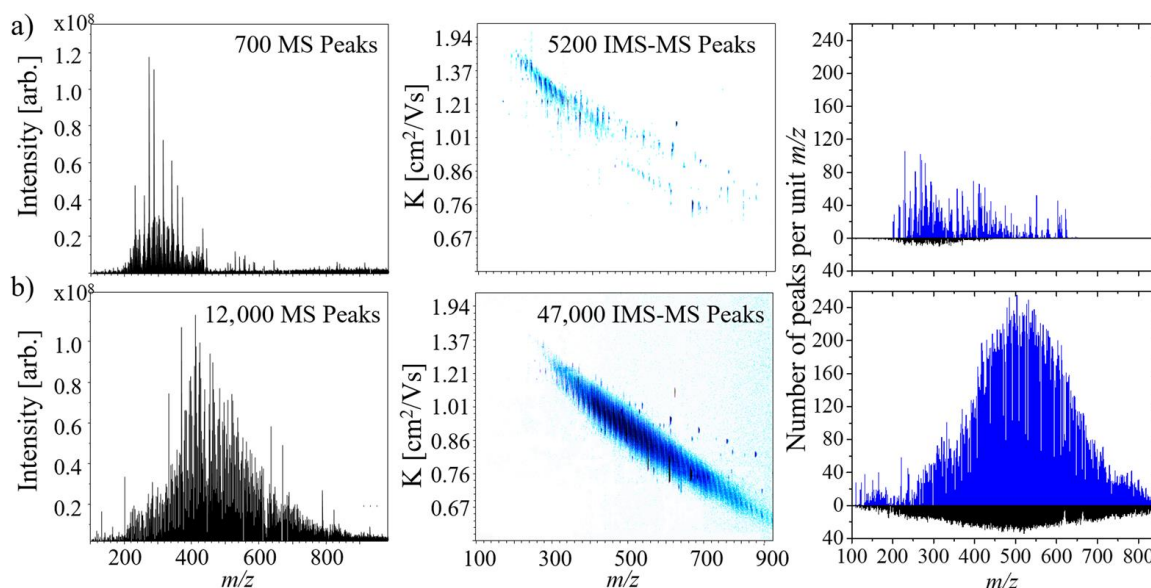 a)
x10⁸
700 MS Peaks
Intensity [arb.]
1.2
1.0
0.8
0.6
0.4
0.2
5200 IMS-MS Peaks
K [cm²/Vs]
1.94
1.37
1.21
1.01
0.86
0.76
0.67
Number of peaks per unit m/z
240
200
160
120
80
40
0
40
b)
x10⁸
12,000 MS Peaks
Intensity [arb.]
1.0
0.8
0.6
0.4
0.2
200 400 600 800
m/z
47,000 IMS-MS Peaks
K [cm²/Vs]
1.94
1.37
1.21
1.01
0.86
0.76
0.67
100 300 500 700 900
m/z
240
200
160
120
80
40
0
40
100 200 300 400 500 600 700 800
m/z